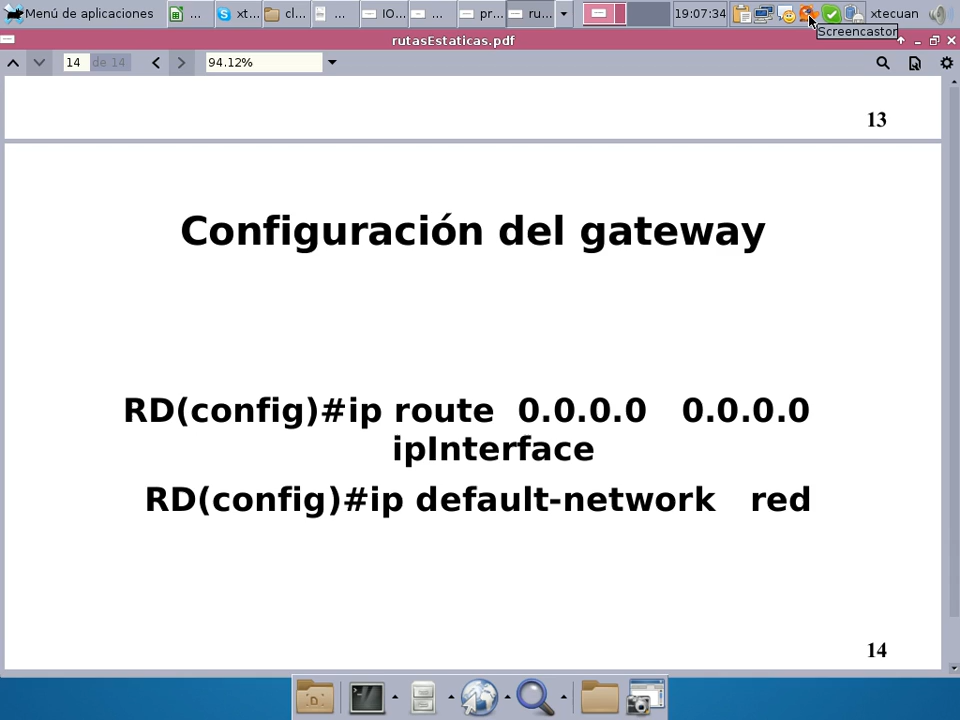 Menú de aplicaciones ... xt... cl... ... IO... ... pr... ru... 19:07:34 xtecuan
Screencastor
rutasEstaticas.pdf
14 de 14 94.12%
13
Configuración del gateway
RD(config)#ip route 0.0.0.0 0.0.0.0
ipInterface
RD(config)#ip default-network red
14